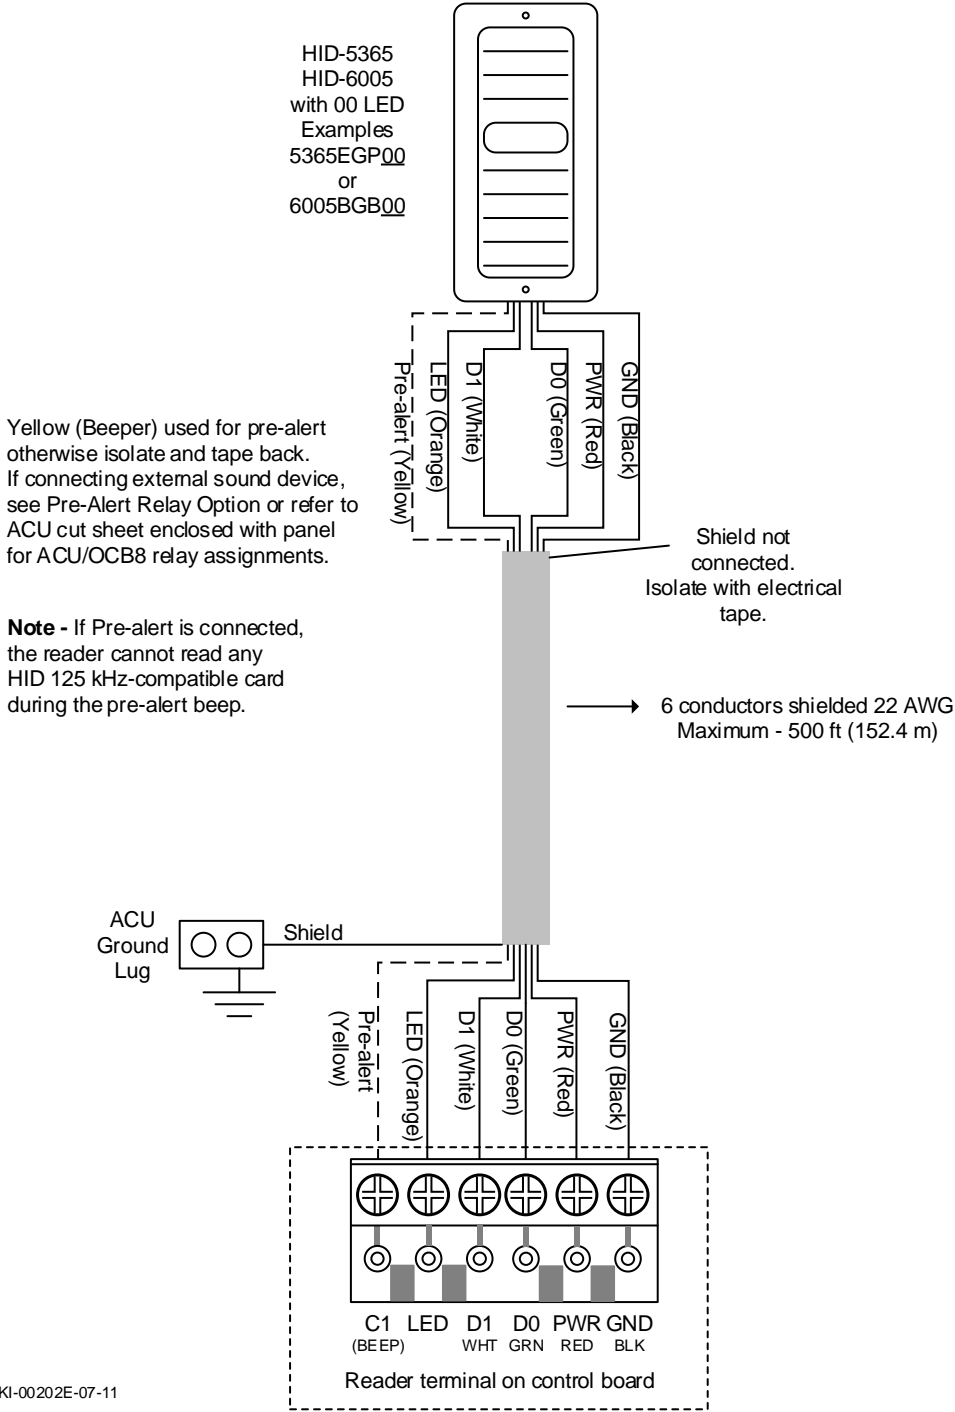 HID-5365
HID-6005
with 00 LED
Examples
5365EGP00
or
6005BGB00
Pre-alert (Yellow)
LED (Orange)
D1 (White)
D0 (Green)
PWR (Red)
GND (Black)
Yellow (Beeper) used for pre-alert
otherwise isolate and tape back.
If connecting external sound device,
see Pre-Alert Relay Option or refer to
ACU cut sheet enclosed with panel
for ACU/OCB8 relay assignments.
Shield not
connected.
Isolate with electrical
tape.
Note - If Pre-alert is connected,
the reader cannot read any
HID 125 kHz-compatible card
during the pre-alert beep.
6 conductors shielded 22 AWG
Maximum - 500 ft (152.4 m)
ACU
Ground
Lug
Shield
Pre-alert
(Yellow)
LED (Orange)
D1 (White)
D0 (Green)
PWR (Red)
GND (Black)
C1 LED D1 D0 PWR GND
(BEEP) WHT GRN RED BLK
Reader terminal on control board
KI-00202E-07-11